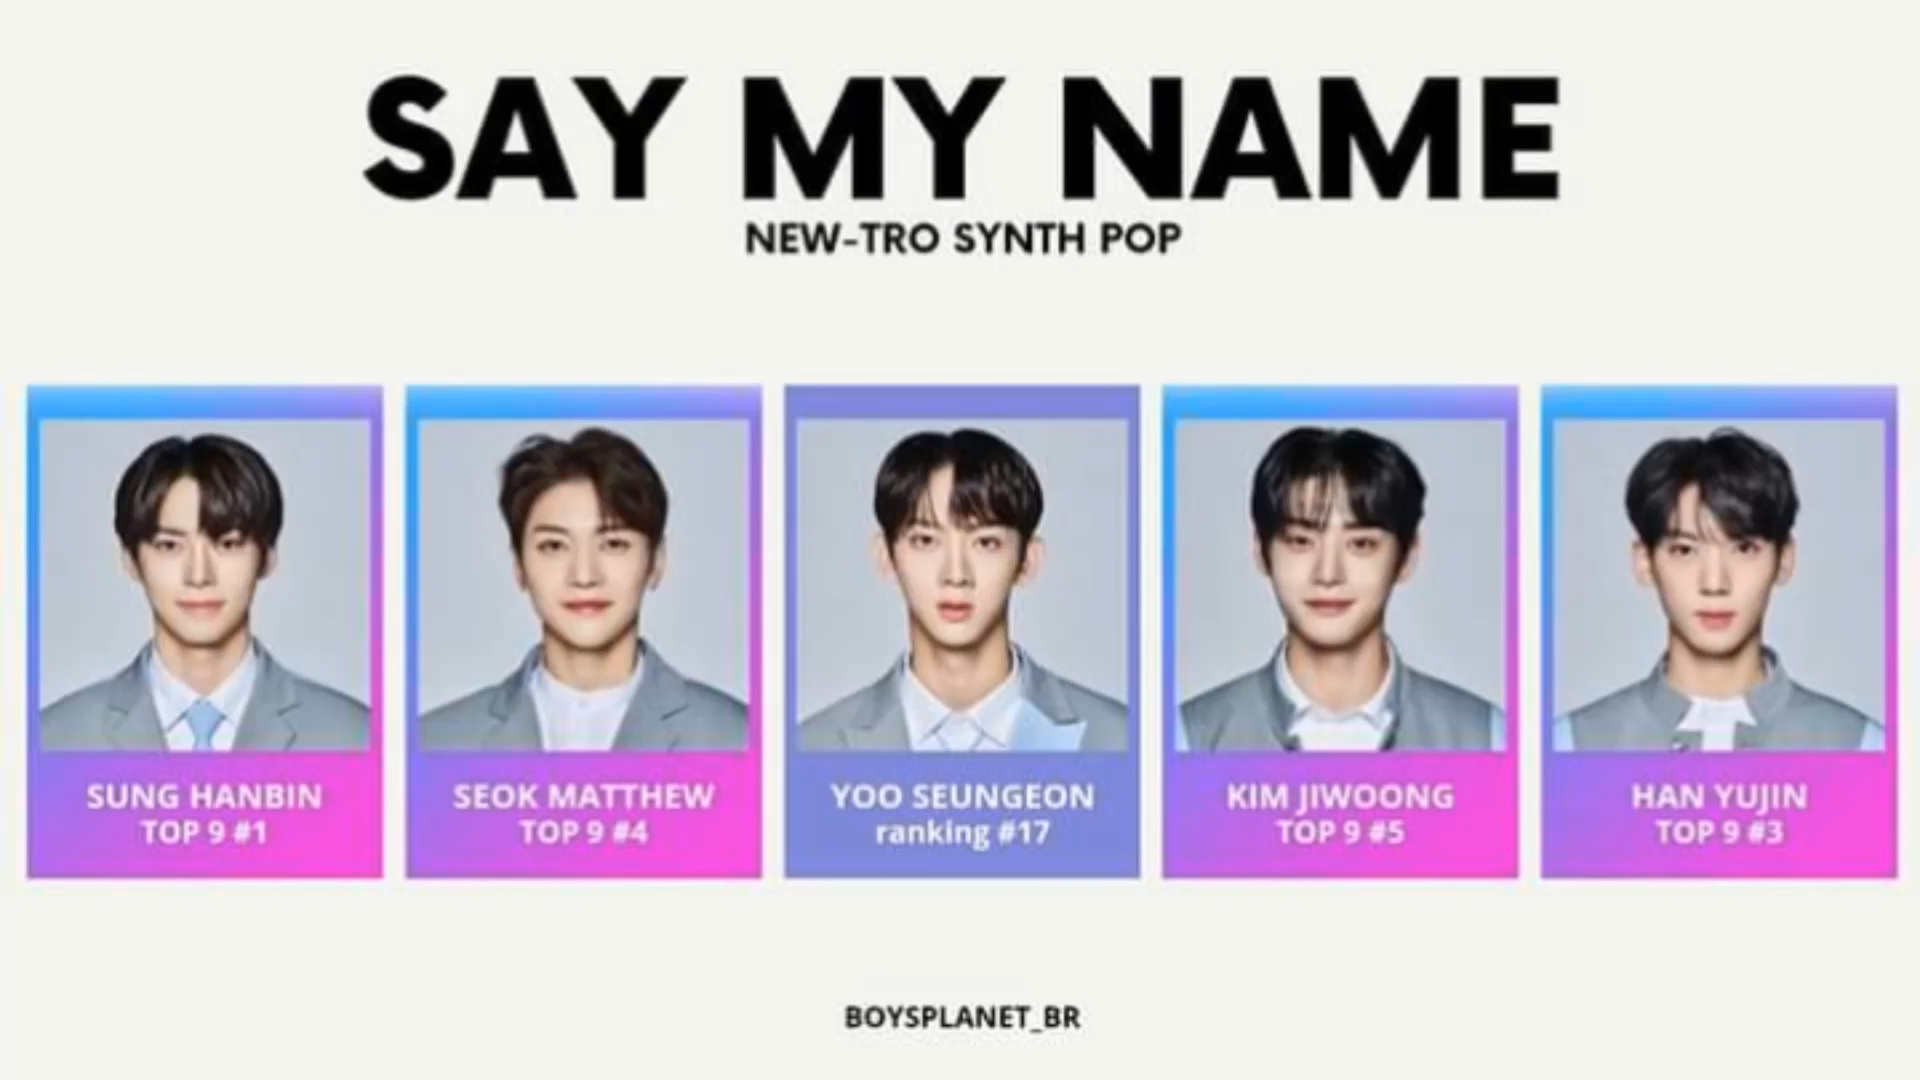 SAY MY NAME
NEW-TRO SYNTH POP
SUNG HANBIN
TOP 9 #1
SEOK MATTHEW
TOP 9 #4
YOO SEUNGEON
ranking #17
KIM JIWOONG
TOP 9 #5
HAN YUJIN
TOP 9 #3
BOYSPLANET_BR